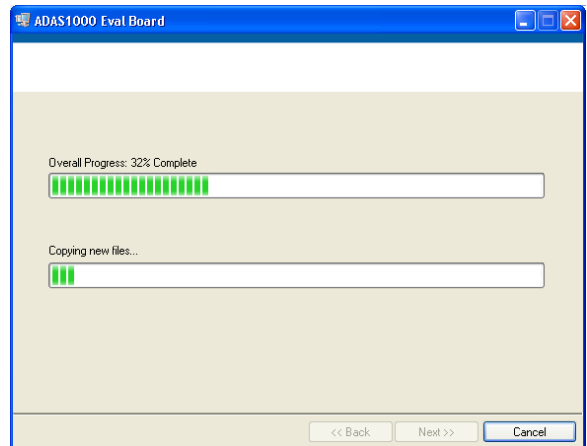 ADAS1000 Eval Board
Overall Progress: 32% Complete
Copying new files...
<< Back Next >> Cancel